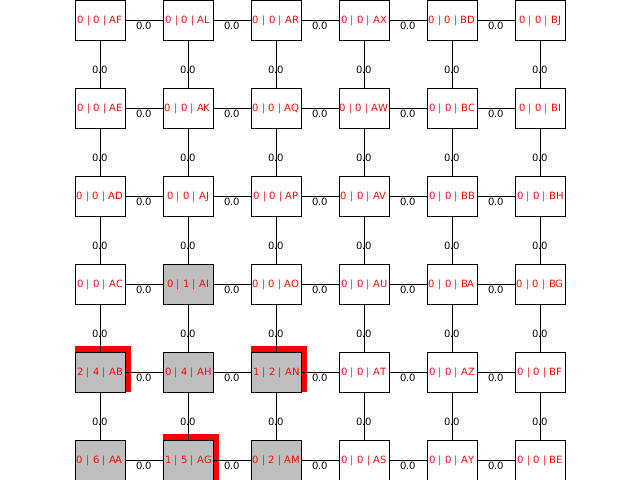 0 | 0 | AF 0.0 0 | 0 | AL 0.0 0 | 0 | AR 0.0 0 | 0 | AX 0.0 0 | 0 | BD 0.0 0 | 0 | BJ
0.0 0.0 0.0 0.0 0.0 0.0
0 | 0 | AE 0.0 0 | 0 | AK 0.0 0 | 0 | AQ 0.0 0 | 0 | AW 0.0 0 | 0 | BC 0.0 0 | 0 | BI
0.0 0.0 0.0 0.0 0.0 0.0
0 | 0 | AD 0.0 0 | 0 | AJ 0.0 0 | 0 | AP 0.0 0 | 0 | AV 0.0 0 | 0 | BB 0.0 0 | 0 | BH
0.0 0.0 0.0 0.0 0.0 0.0
0 | 0 | AC 0.0 0 | 1 | AI 0.0 0 | 0 | AO 0.0 0 | 0 | AU 0.0 0 | 0 | BA 0.0 0 | 0 | BG
0.0 0.0 0.0 0.0 0.0 0.0
2 | 4 | AB 0.0 0 | 4 | AH 0.0 1 | 2 | AN 0.0 0 | 0 | AT 0.0 0 | 0 | AZ 0.0 0 | 0 | BF
0.0 0.0 0.0 0.0 0.0 0.0
0 | 6 | AA 0.0 1 | 5 | AG 0.0 0 | 2 | AM 0.0 0 | 0 | AS 0.0 0 | 0 | AY 0.0 0 | 0 | BE